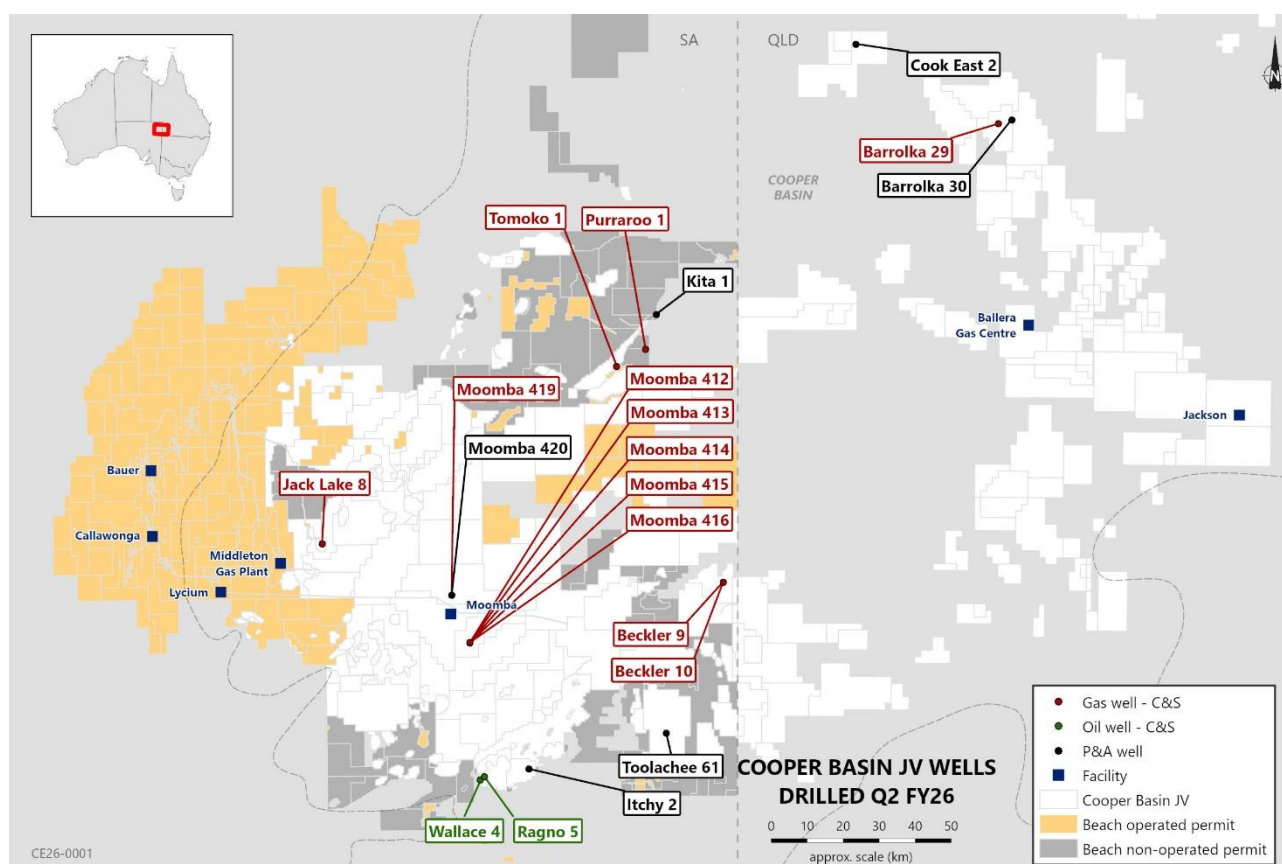 SA
QLD
N
Cook East 2
Barrolka 29
Barrolka 30
COOPER
BASIN
Tomoko 1
Purraroo 1
Kita 1
Ballera
Gas Centre
Moomba 419
Moomba 412
Moomba 413
Moomba 420
Moomba 414
Jackson
Bauer
Jack Lake 8
Moomba 415
Moomba 416
Callawonga
Middleton
Gas Plant
Lycium
Moomba
Beckler 9
Beckler 10
Toolachee 61
Itchy 2
Wallace 4
Ragno 5
COOPER BASIN JV WELLS
DRILLED Q2 FY26
0 10 20 30 40 50
approx. scale (km)
Gas well - C&S
Oil well - C&S
P&A well
Facility
Cooper Basin JV
Beach operated permit
Beach non-operated permit
CE26-0001